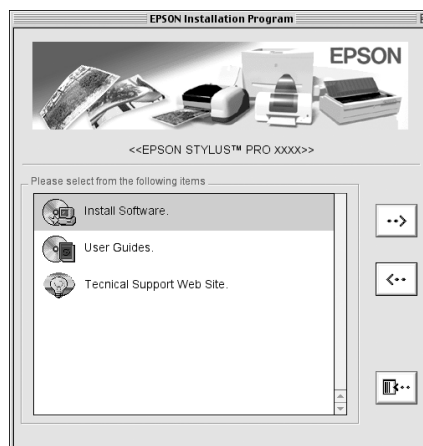 EPSON Installation Program
EPSON
<<EPSON STYLUS™ PRO XXXX>>
Please select from the following items
Install Software.
User Guides.
Tecnical Support Web Site.